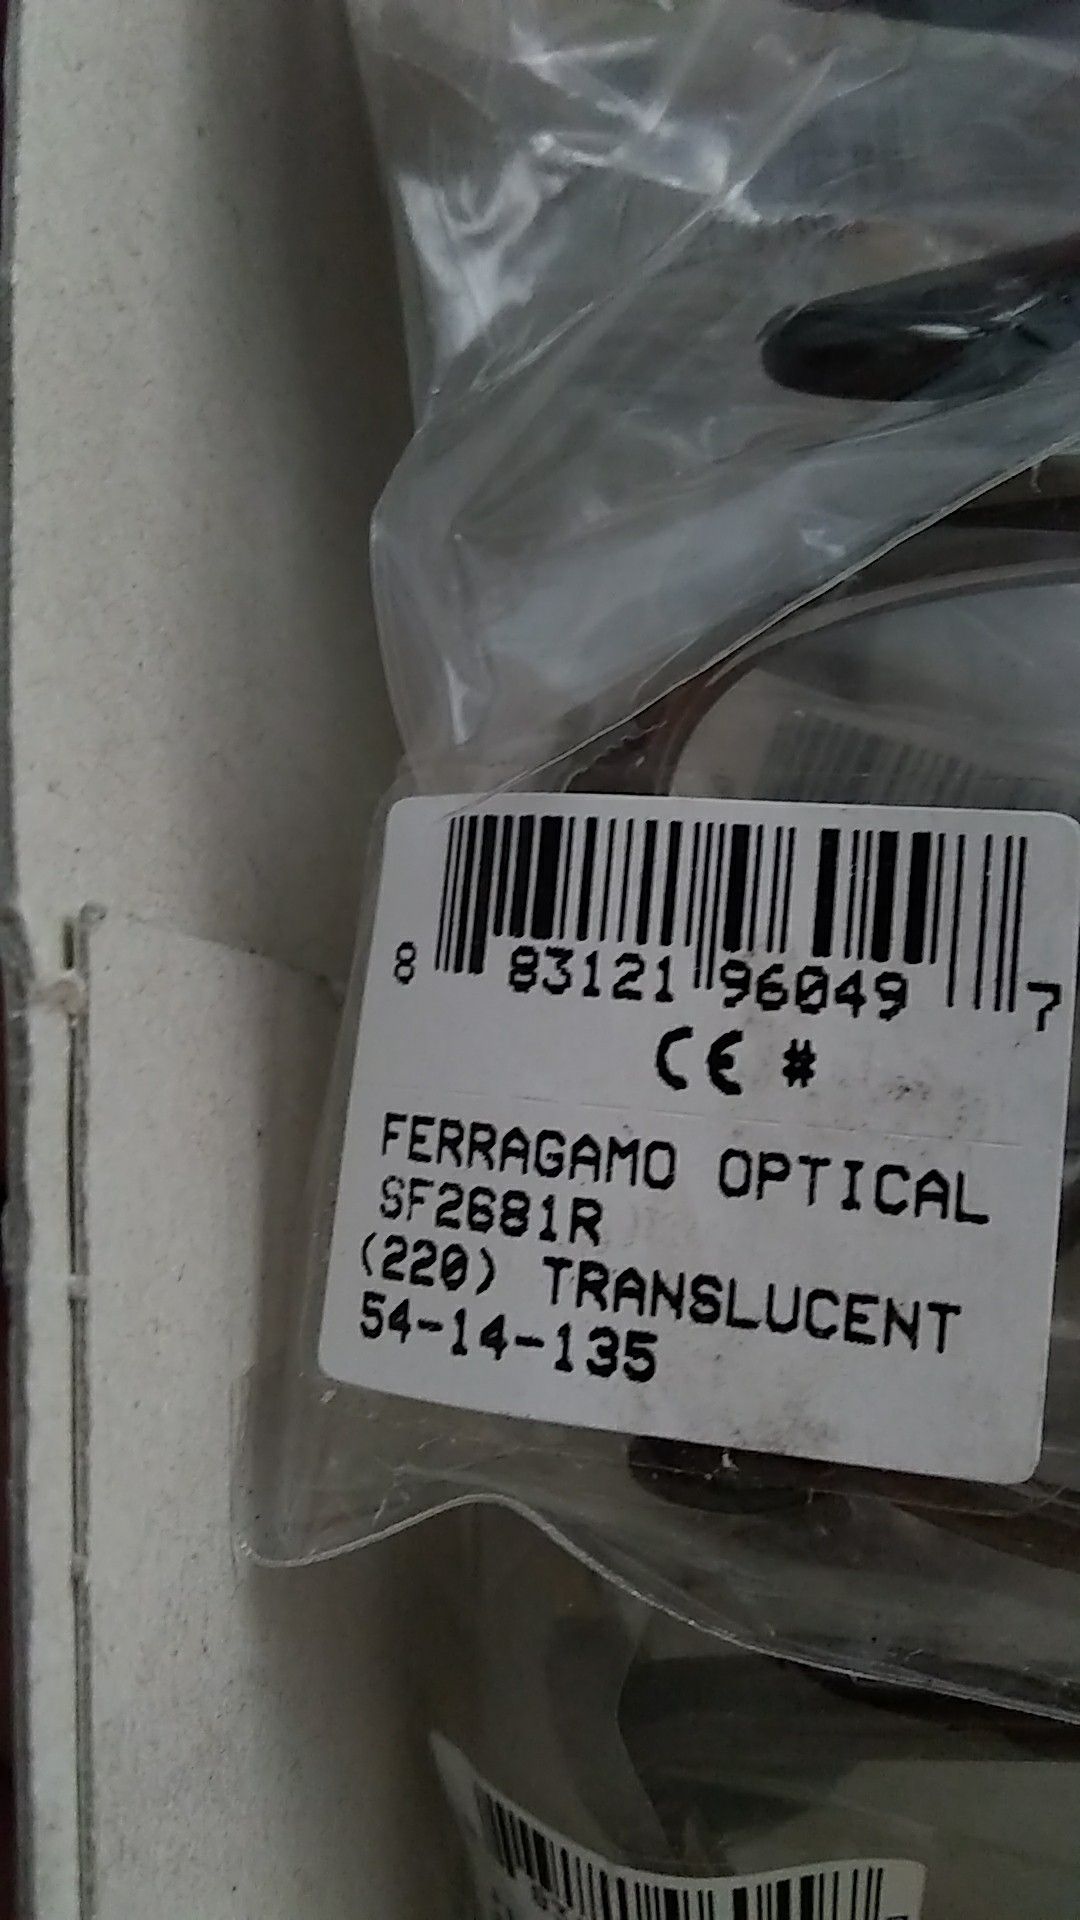 8 83121 96049 7
CE #
FERRAGAMO OPTICAL
SF2681R
(220) TRANSLUCENT
54-14-135